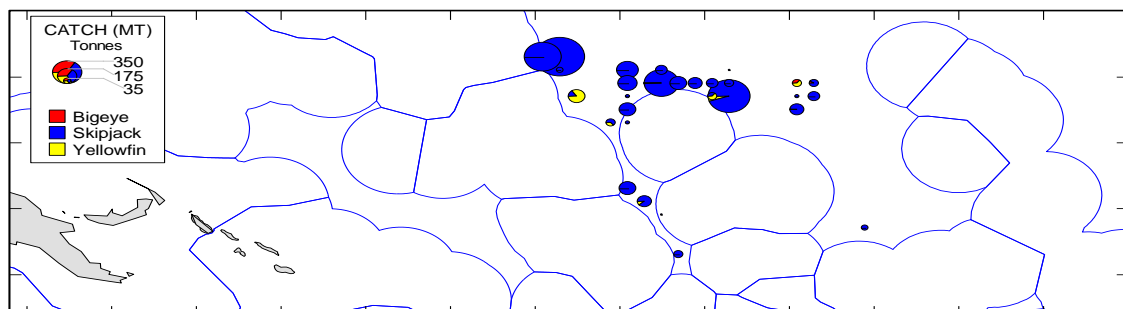 CATCH (MT)
Tonnes
350
175
35
Bigeye
Skipjack
Yellowfin